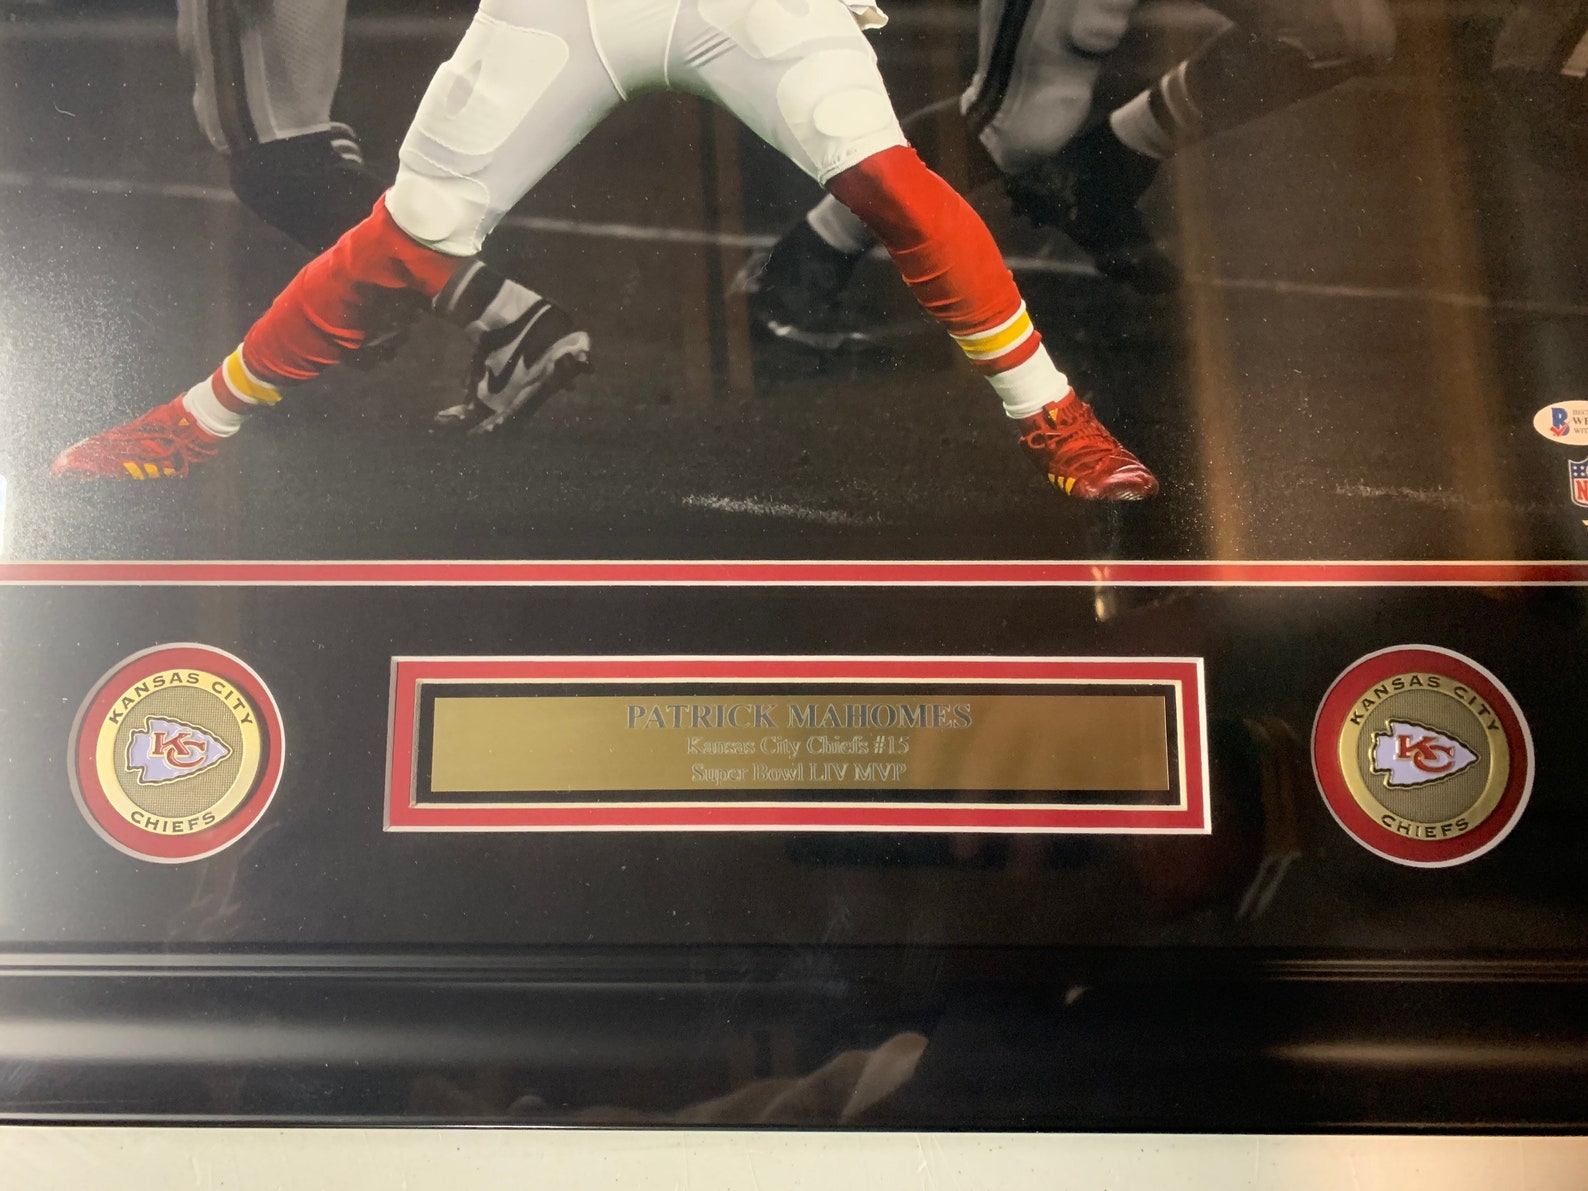 KANSAS CITY
KC
CHIEFS
PATRICK MAHOMES
Kansas City Chiefs #15
Super Bowl LIV MVP
KANSAS CITY
KC
CHIEFS
B